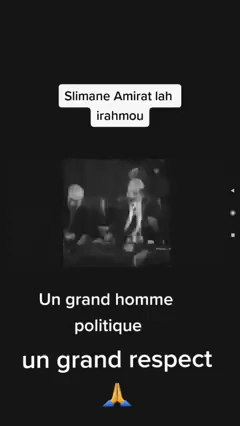 Slimane Amirat lah
irahmou
Un grand homme
politique
un grand respect
🙏